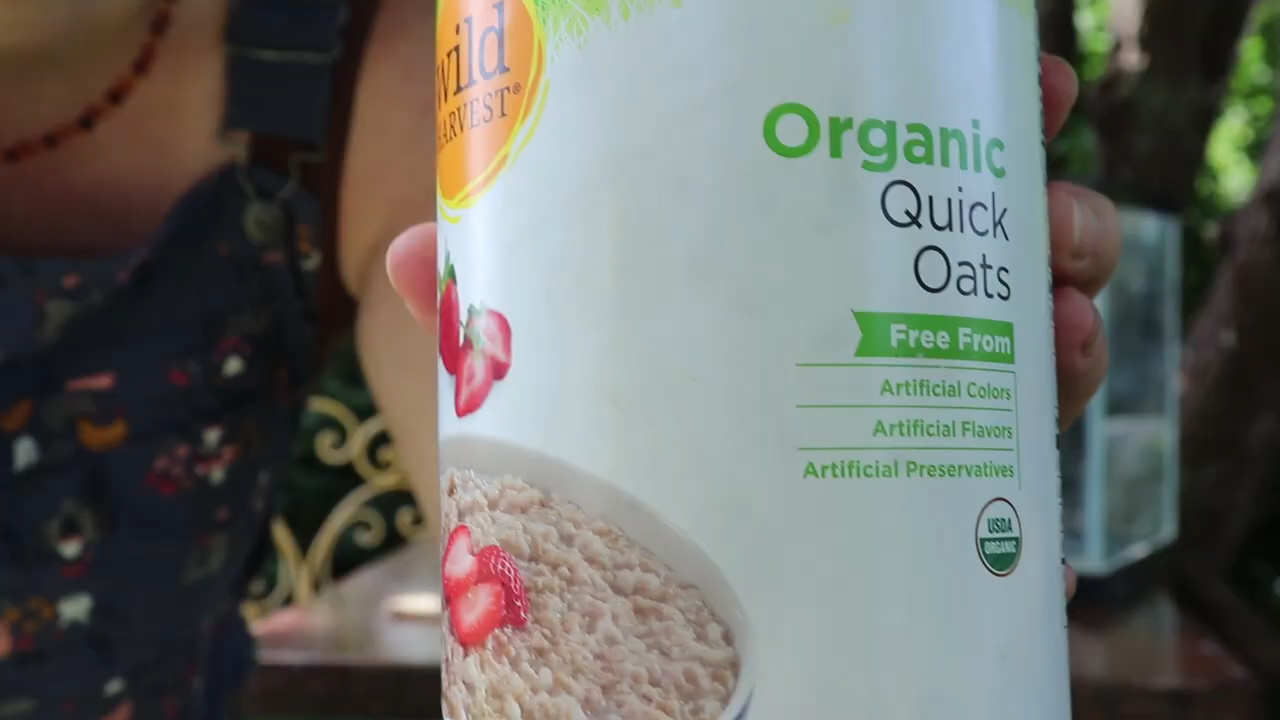 wild
HARVEST®
Organic
Quick
Oats
Free From
Artificial Colors
Artificial Flavors
Artificial Preservatives
USDA
ORGANIC